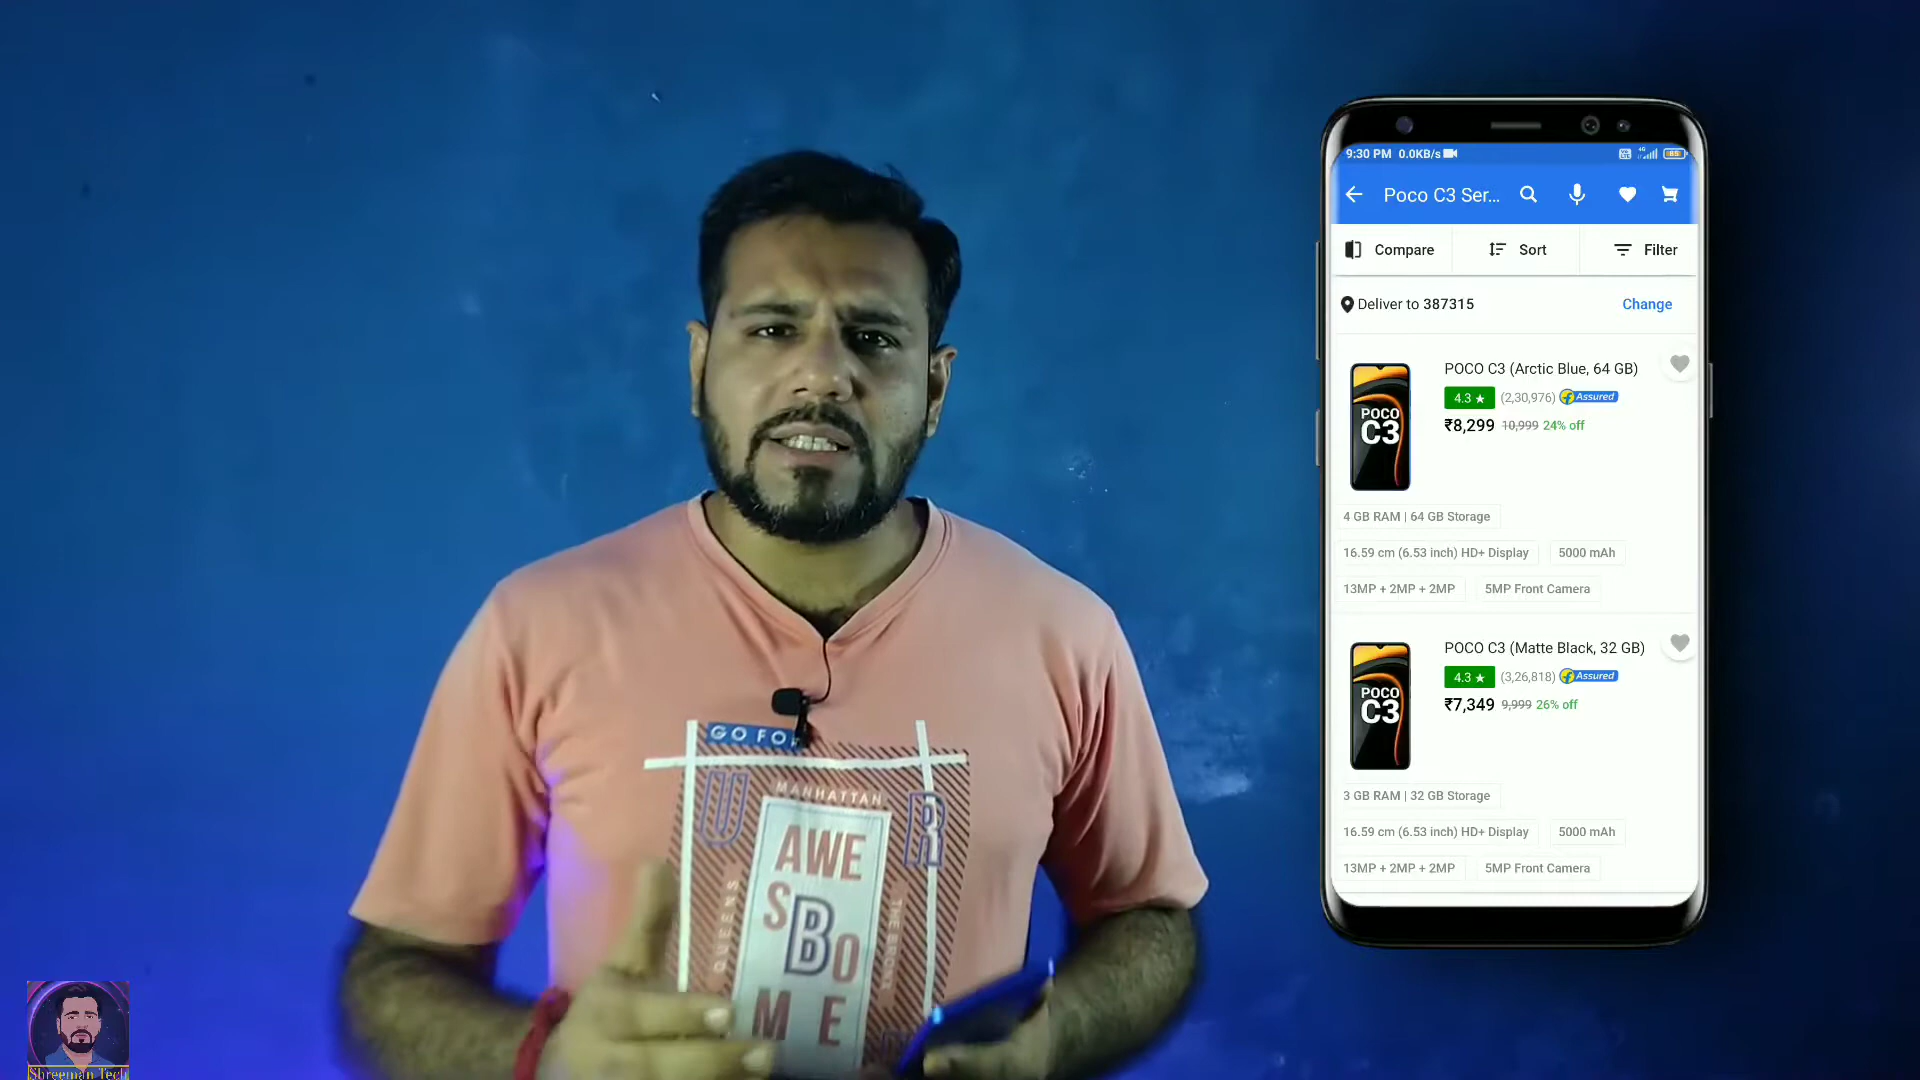 9:30 PM 0.0KB/s
4G
85
Poco C3 Ser...
Compare
Sort
Filter
Deliver to 387315
Change
POCO C3 (Arctic Blue, 64 GB)
4.3 ★ (2,30,976) Assured
₹8,299 10,999 24% off
POCO
C3
4 GB RAM | 64 GB Storage
16.59 cm (6.53 inch) HD+ Display
5000 mAh
13MP + 2MP + 2MP
5MP Front Camera
POCO C3 (Matte Black, 32 GB)
4.3 ★ (3,26,818) Assured
₹7,349 9,999 26% off
POCO
C3
3 GB RAM | 32 GB Storage
16.59 cm (6.53 inch) HD+ Display
5000 mAh
13MP + 2MP + 2MP
5MP Front Camera
GO FOR
U
R
MANHATTAN
QUEENS
THE BRONX
AWE
SBO
ME
Shreeman Tech